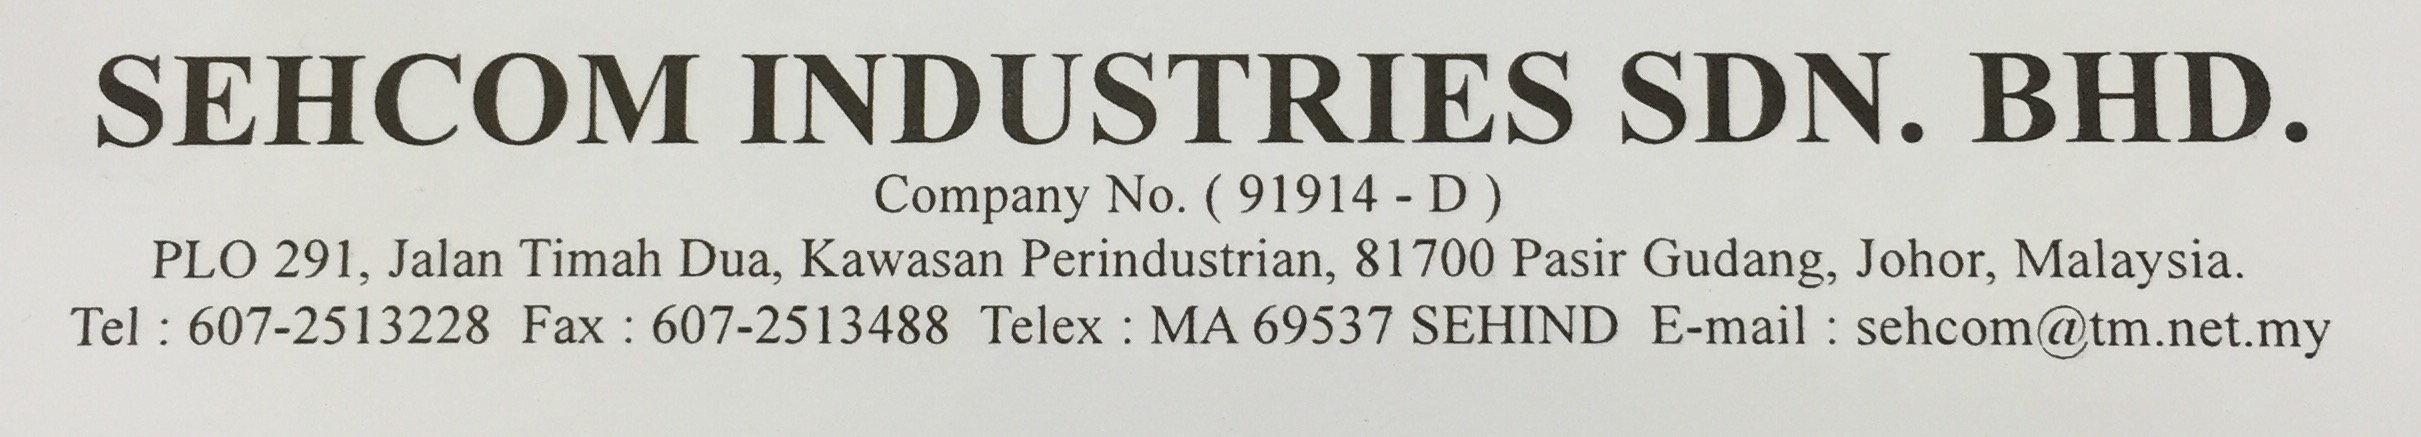 SEHCOM INDUSTRIES SDN. BHD.
Company No. ( 91914 - D )
PLO 291, Jalan Timah Dua, Kawasan Perindustrian, 81700 Pasir Gudang, Johor, Malaysia.
Tel : 607-2513228 Fax : 607-2513488 Telex : MA 69537 SEHIND E-mail : sehcom@tm.net.my